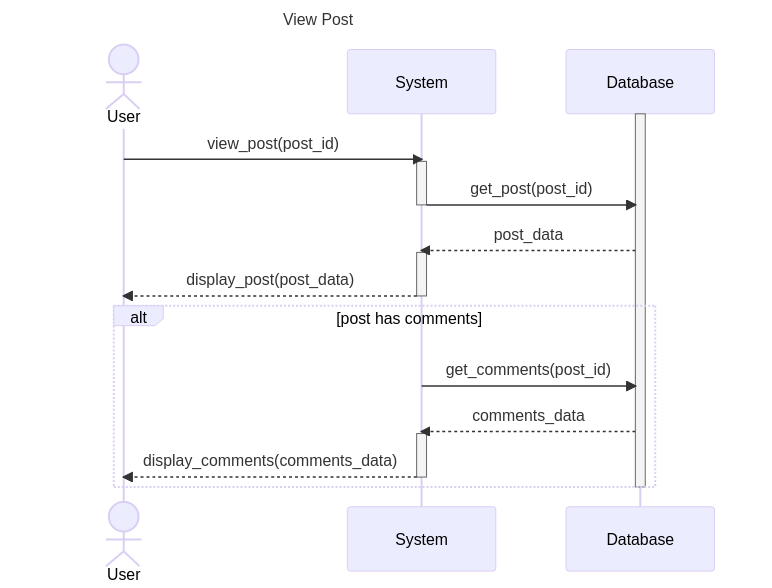 View Post
User
System
Database
view_post(post_id)
get_post(post_id)
post_data
display_post(post_data)
alt
[post has comments]
get_comments(post_id)
comments_data
display_comments(comments_data)
User
System
Database